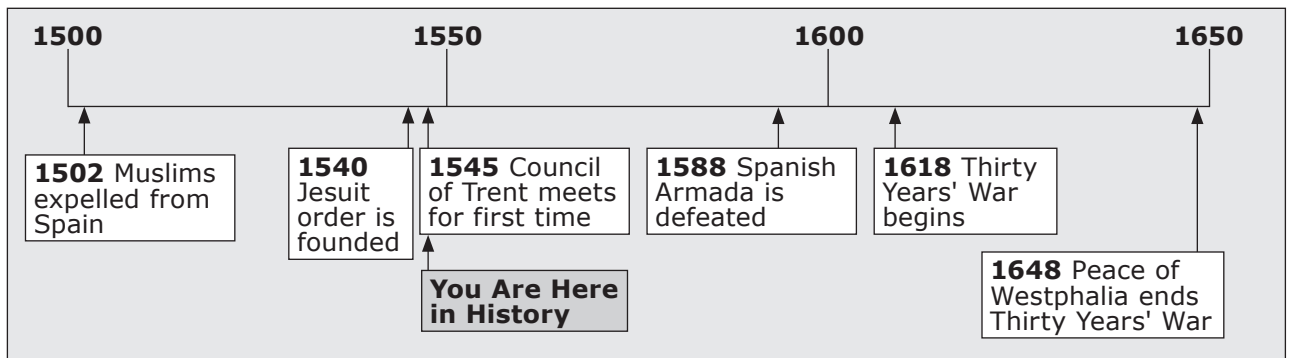 1500 1550 1600 1650
1502 Muslims
expelled from
Spain
1540
Jesuit
order is
founded
1545 Council
of Trent meets
for first time
1588 Spanish
Armada is
defeated
1618 Thirty
Years' War
begins
1648 Peace of
Westphalia ends
Thirty Years' War
You Are Here
in History